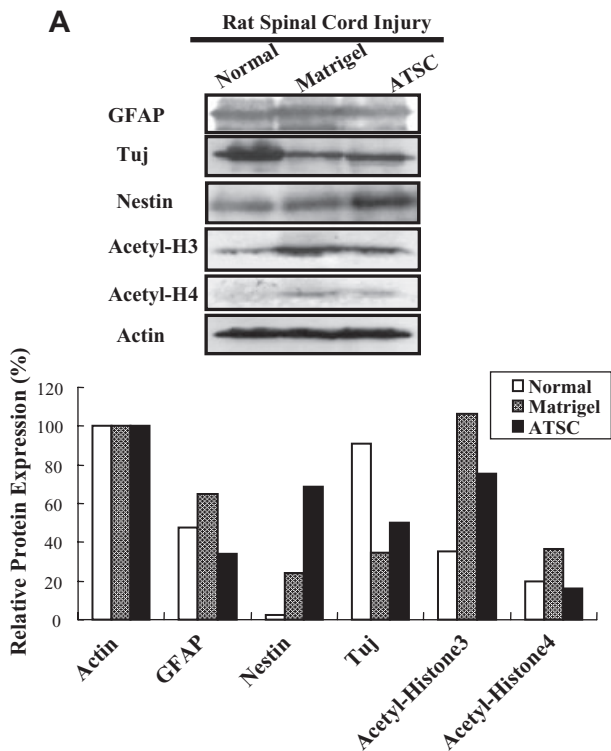 A
Rat Spinal Cord Injury
Normal Matrigel ATSC
GFAP
Tuj
Nestin
Acetyl-H3
Acetyl-H4
Actin
Relative Protein Expression (%)
120
100
80
60
40
20
0
Normal
Matrigel
ATSC
Actin GFAP Nestin Tuj Acetyl-Histone3 Acetyl-Histone4